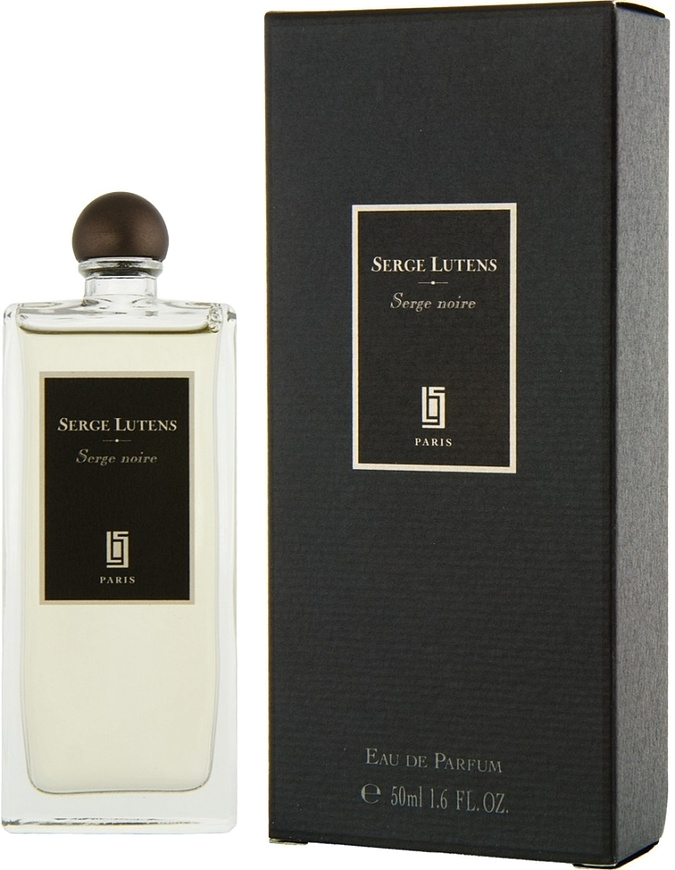 SERGE LUTENS
Serge noire
PARIS
SERGE LUTENS
Serge noire
PARIS
EAU DE PARFUM
e 50ml 1.6 FL.OZ.